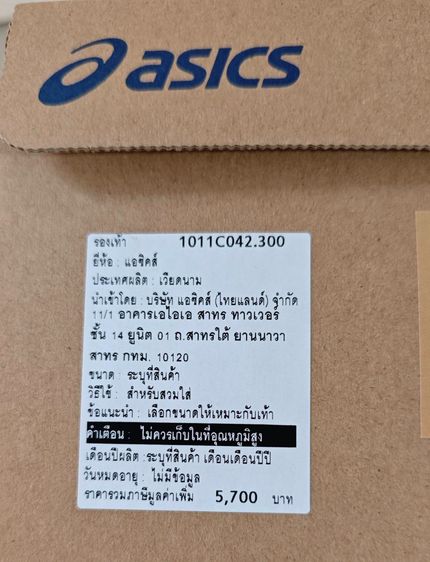 asics
รองเท้า 1011C042.300
ยี่ห้อ : แอซิคส์
ประเทศผลิต : เวียดนาม
นำเข้าโดย : บริษัท แอซิคส์ (ไทยแลนด์) จำกัด
11/1 อาคารเอไอเอ สาทร ทาวเวอร์
ชั้น 14 ยูนิต 01 ถ.สาทรใต้ ยานนาวา
สาทร กทม. 10120
ขนาด : ระบุที่สินค้า
วิธีใช้ : สำหรับสวมใส่
ข้อแนะนำ : เลือกขนาดให้เหมาะกับเท้า
คำเตือน : ไม่ควรเก็บในที่อุณหภูมิสูง
เดือนปีผลิต :ระบุที่สินค้า เดือนเดือนปีปี
วันหมดอายุ : ไม่มีข้อมูล
ราคารวมภาษีมูลค่าเพิ่ม 5,700 บาท